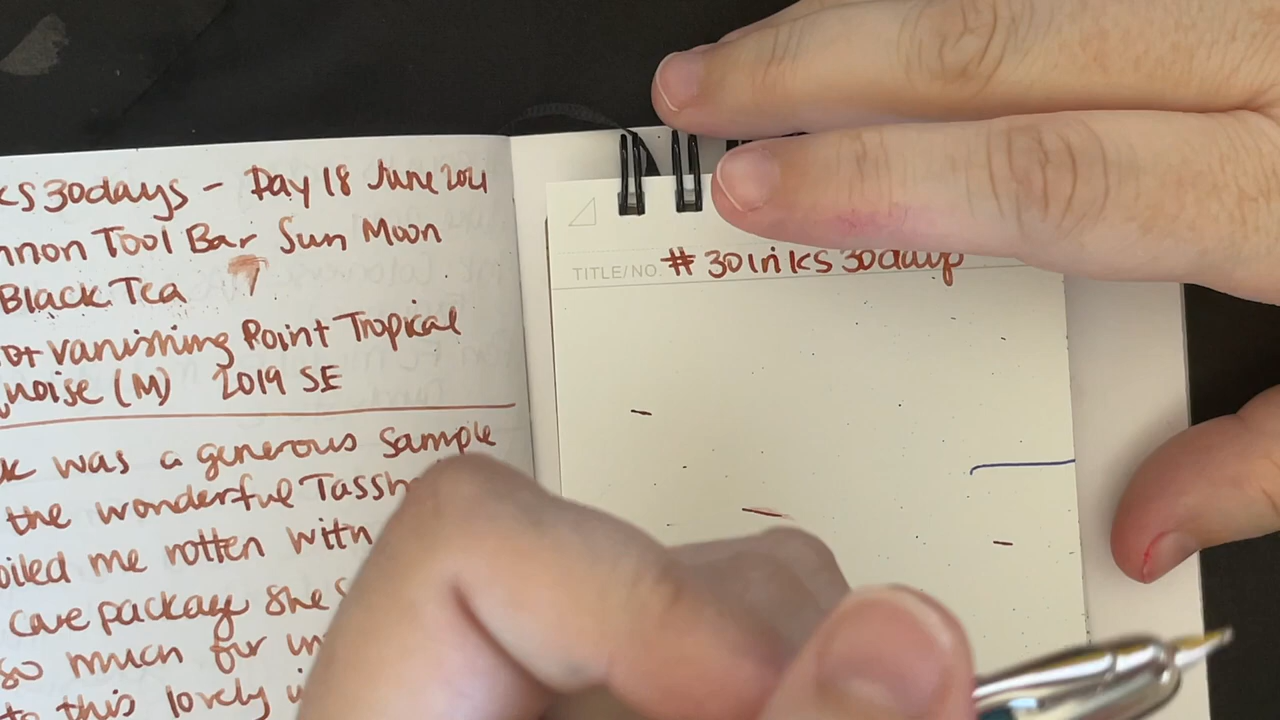 ks 30days - Day 18 June 2021
nnon Tool Bar Sun Moon
Black Tea
ot Vanishing Point Tropical
noise (M) 2019 SE
was a generous Sample
the wonderful Tassh
oiled me rotten with
care package She S
so much for
to this lovely
TITLE/NO. #30inks30days